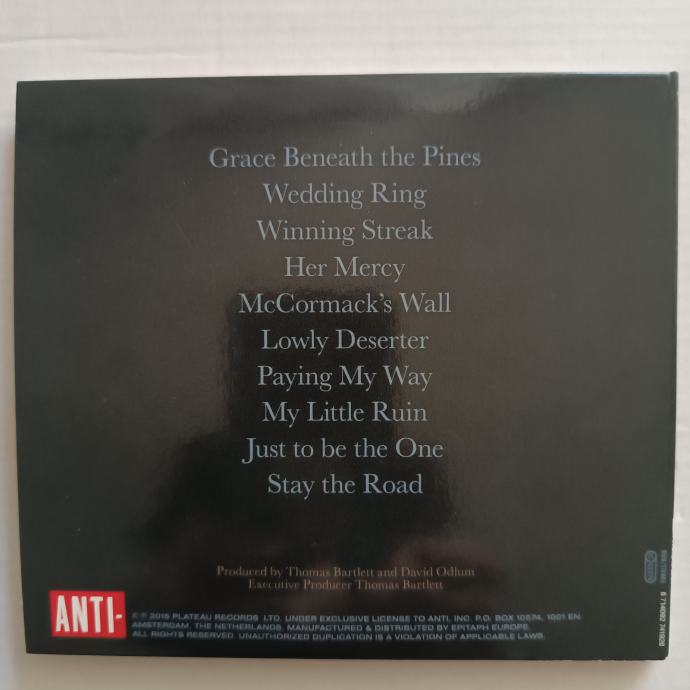 Grace Beneath the Pines
Wedding Ring
Winning Streak
Her Mercy
McCormack's Wall
Lowly Deserter
Paying My Way
My Little Ruin
Just to be the One
Stay the Road
Produced by Thomas Bartlett and David Odlum
Executive Producer Thomas Bartlett
ANTI-
℗ © 2015 PLATEAU RECORDS LTD. UNDER EXCLUSIVE LICENSE TO ANTI, INC. P.O. BOX 10574, 1001 EN
AMSTERDAM, THE NETHERLANDS. MANUFACTURED & DISTRIBUTED BY EPITAPH EUROPE.
ALL RIGHTS RESERVED. UNAUTHORIZED DUPLICATION IS A VIOLATION OF APPLICABLE LAWS.